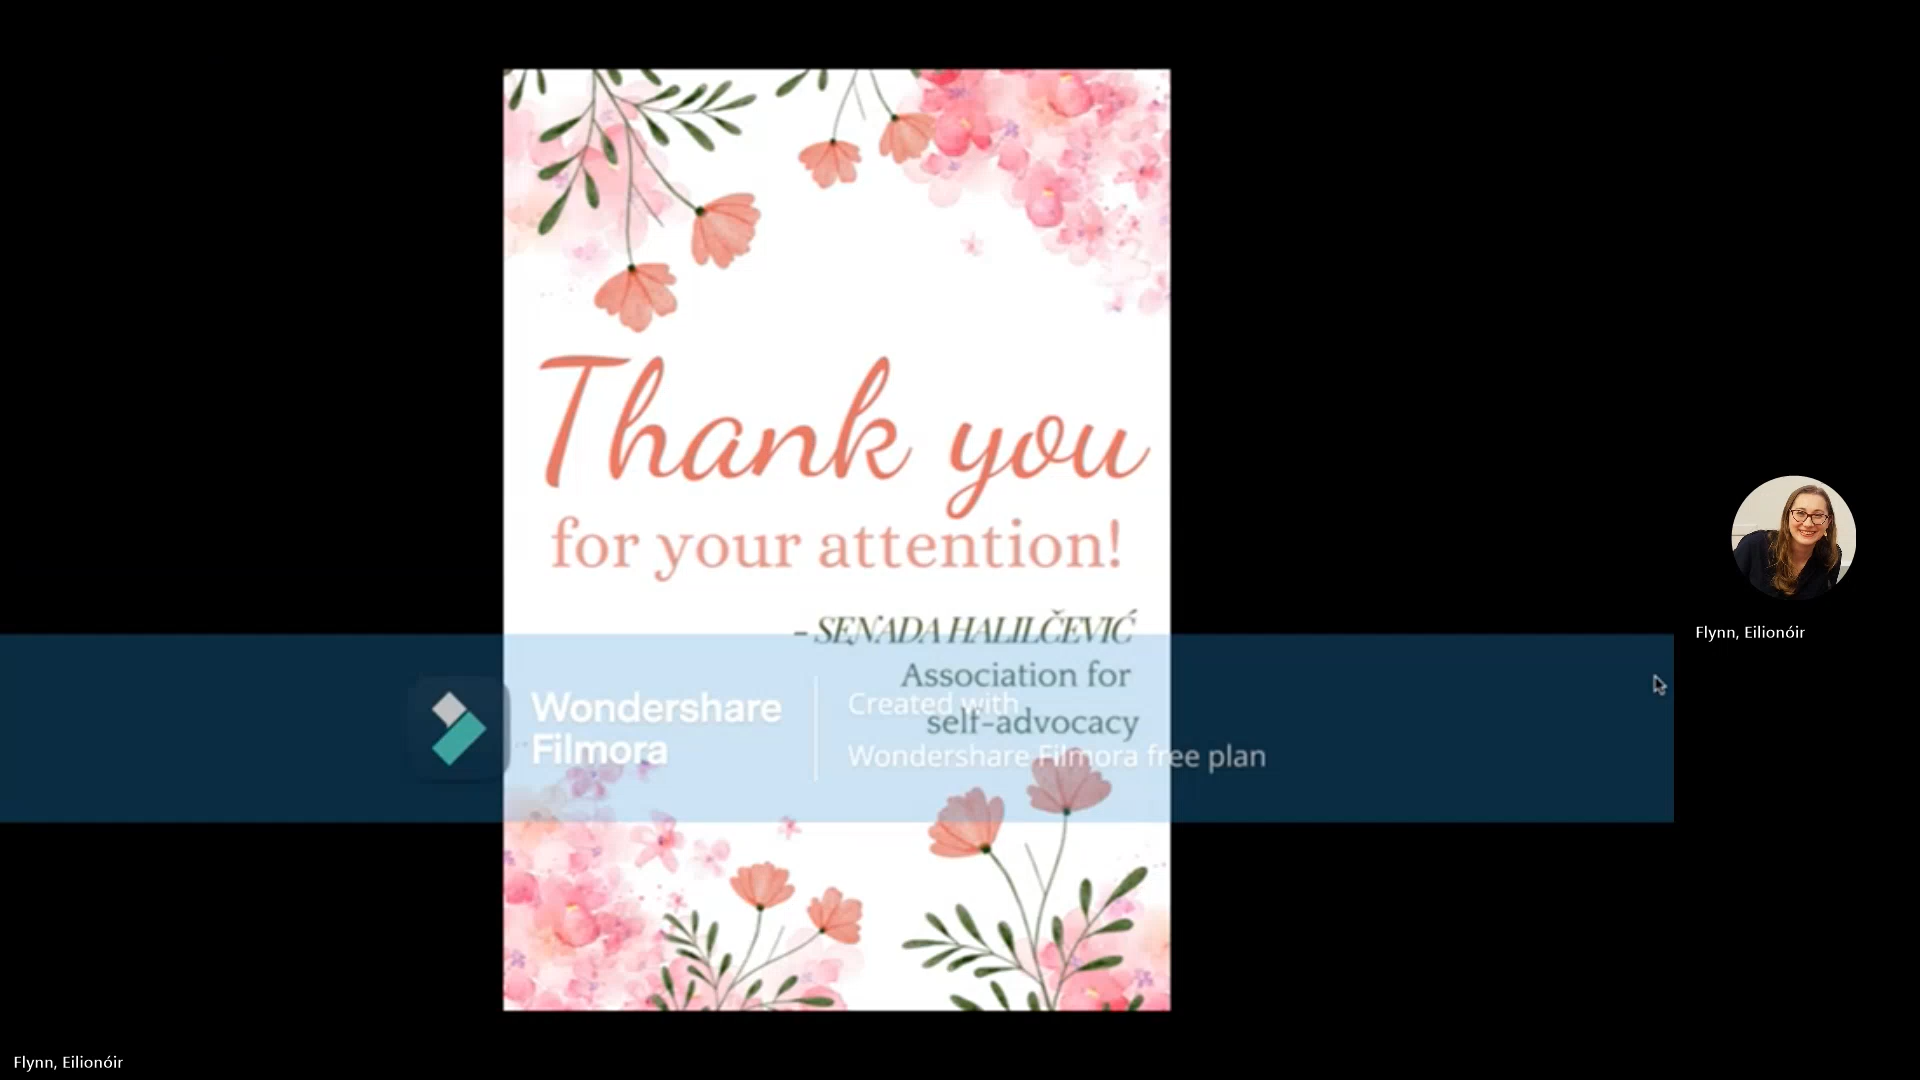 Thank you
for your attention!
- SENADA HALILČEVIĆ
Association for
self-advocacy
Wondershare
Filmora
Created with
Wondershare Filmora free plan
Flynn, Eilionóir
Flynn, Eilionóir